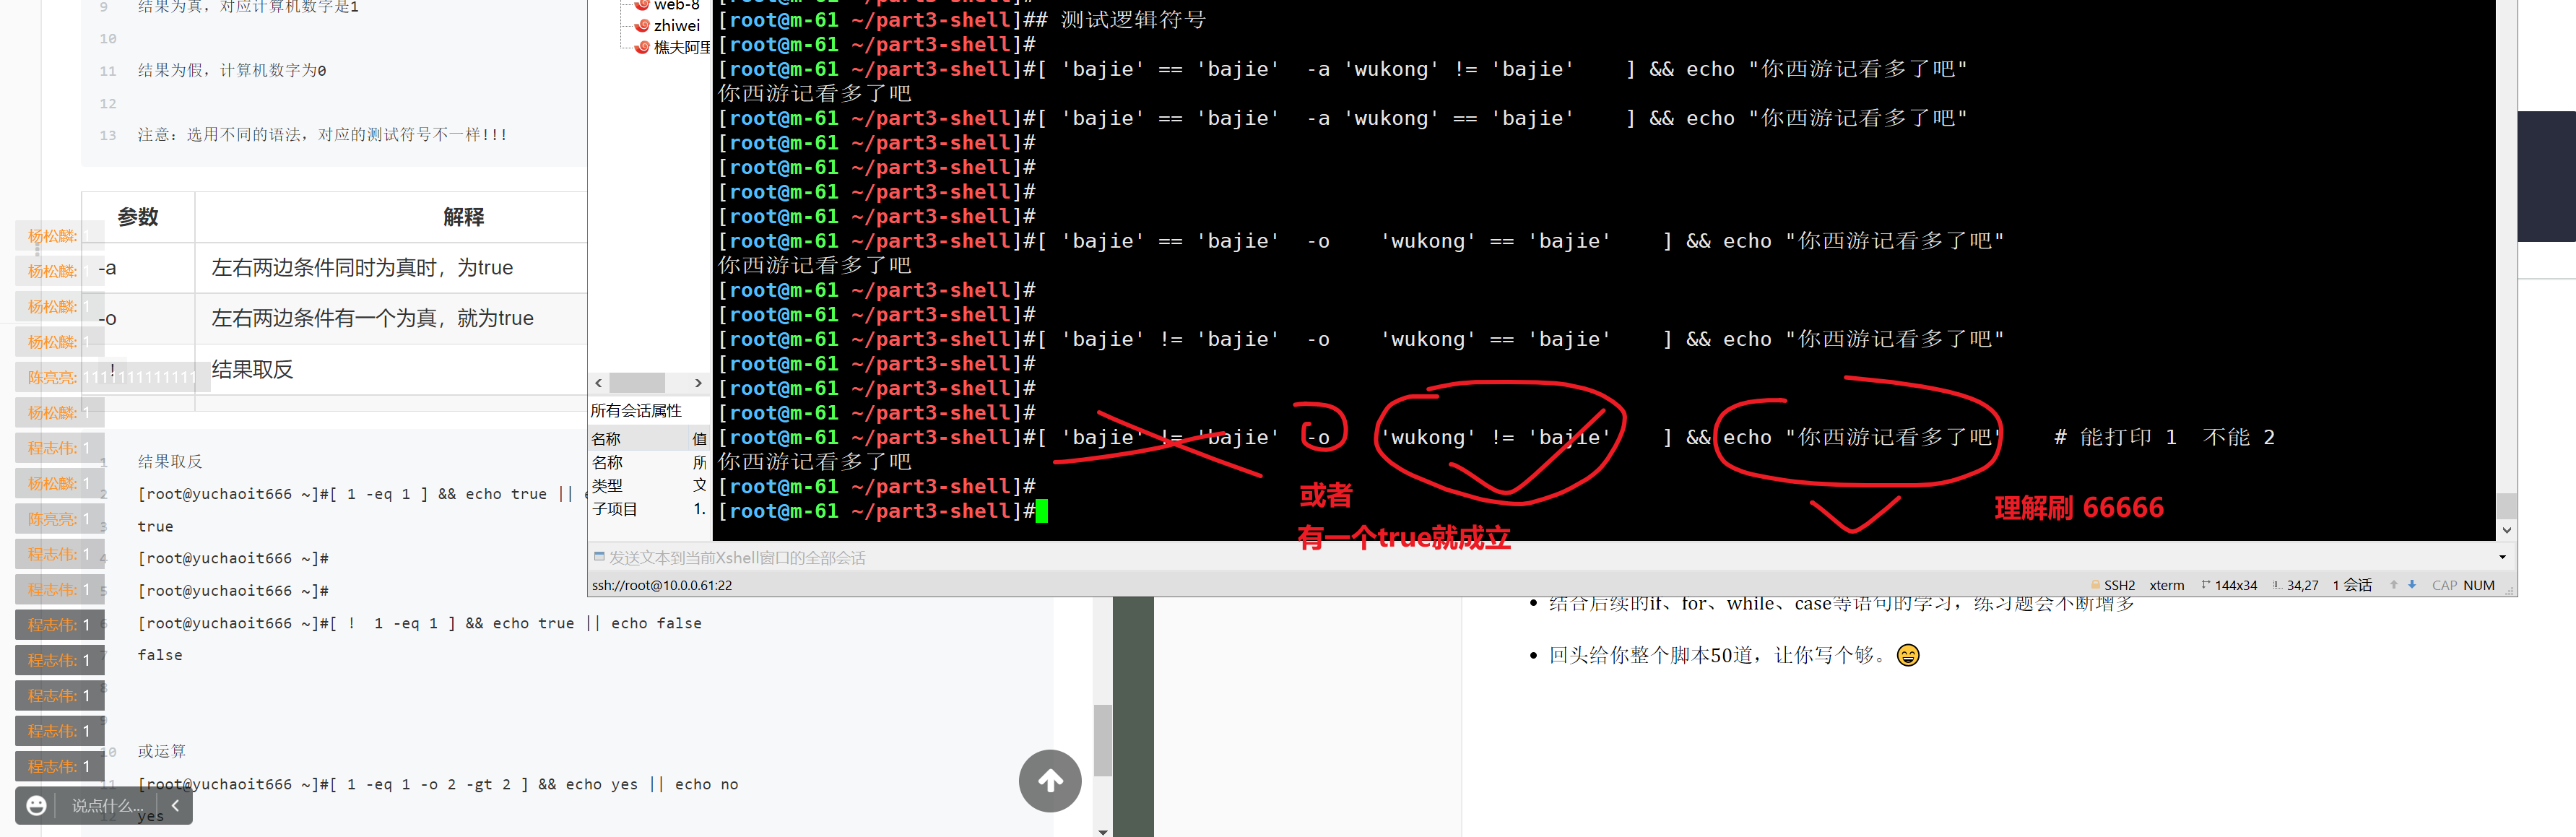 9 结果为真，对应计算机数字是1
10
11 结果为假，计算机数字为0
12
13 注意：选用不同的语法，对应的测试符号不一样!!!
参数 解释
-a 左右两边条件同时为真时，为true
-o 左右两边条件有一个为真，就为true
! 结果取反
杨松麟: 1
杨松麟: 1
杨松麟: 1
杨松麟: 1
陈亮亮: 1111111111111
杨松麟: 1
程志伟: 1
杨松麟: 1
陈亮亮: 1
程志伟: 1
程志伟: 1
程志伟: 1
程志伟: 1
程志伟: 1
程志伟: 1
程志伟: 1
说点什么...
1 结果取反
2 [root@yuchaoit666 ~]#[ 1 -eq 1 ] && echo true ||
3 true
4 [root@yuchaoit666 ~]#
5 [root@yuchaoit666 ~]#
6 [root@yuchaoit666 ~]#[ ! 1 -eq 1 ] && echo true || echo false
7 false
8
9
10 或运算
11 [root@yuchaoit666 ~]#[ 1 -eq 1 -o 2 -gt 2 ] && echo yes || echo no
12 yes
web-8
zhiwei
樵夫阿里
所有会话属性
名称 值
名称 所
类型 文
子项目 1.
[root@m-61 ~/part3-shell]## 测试逻辑符号
[root@m-61 ~/part3-shell]#
[root@m-61 ~/part3-shell]#[ 'bajie' == 'bajie' -a 'wukong' != 'bajie' ] && echo "你西游记看多了吧"
你西游记看多了吧
[root@m-61 ~/part3-shell]#[ 'bajie' == 'bajie' -a 'wukong' == 'bajie' ] && echo "你西游记看多了吧"
[root@m-61 ~/part3-shell]#
[root@m-61 ~/part3-shell]#
[root@m-61 ~/part3-shell]#
[root@m-61 ~/part3-shell]#
[root@m-61 ~/part3-shell]#[ 'bajie' == 'bajie' -o 'wukong' == 'bajie' ] && echo "你西游记看多了吧"
你西游记看多了吧
[root@m-61 ~/part3-shell]#
[root@m-61 ~/part3-shell]#
[root@m-61 ~/part3-shell]#[ 'bajie' != 'bajie' -o 'wukong' == 'bajie' ] && echo "你西游记看多了吧"
[root@m-61 ~/part3-shell]#
[root@m-61 ~/part3-shell]#
[root@m-61 ~/part3-shell]#
[root@m-61 ~/part3-shell]#[ 'bajie' != 'bajie' -o 'wukong' != 'bajie' ] && echo "你西游记看多了吧" # 能打印 1 不能 2
你西游记看多了吧
[root@m-61 ~/part3-shell]#
[root@m-61 ~/part3-shell]#
或者
有一个true就成立
理解刷 66666
发送文本到当前Xshell窗口的全部会话
ssh://root@10.0.0.61:22 SSH2 xterm 144x34 34,27 1 会话 CAP NUM
结合后续的if、for、while、case等语句的学习，练习题会不断增多
回头给你整个脚本50道，让你写个够。